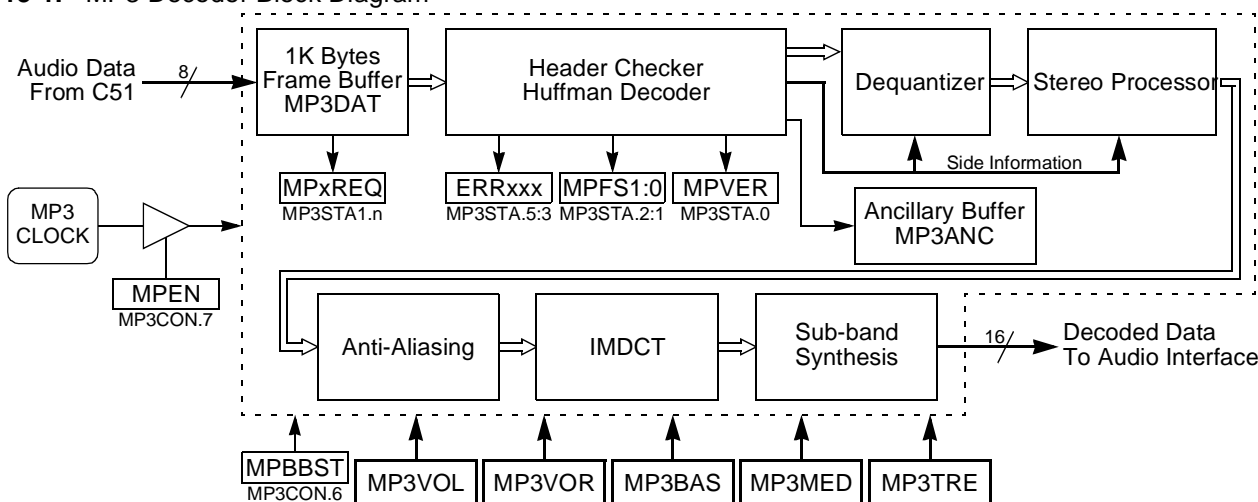 MP3 Decoder Block Diagram
Audio Data
From C51
8
1K Bytes
Frame Buffer
MP3DAT
Header Checker
Huffman Decoder
Dequantizer
Stereo Processor
Side Information
MPxREQ
MP3STA1.n
ERRxxx
MP3STA.5:3
MPFS1:0
MP3STA.2:1
MPVER
MP3STA.0
Ancillary Buffer
MP3ANC
MP3
CLOCK
MPEN
MP3CON.7
Anti-Aliasing
IMDCT
Sub-band
Synthesis
16
Decoded Data
To Audio Interface
MPBBST
MP3CON.6
MP3VOL
MP3VOR
MP3BAS
MP3MED
MP3TRE